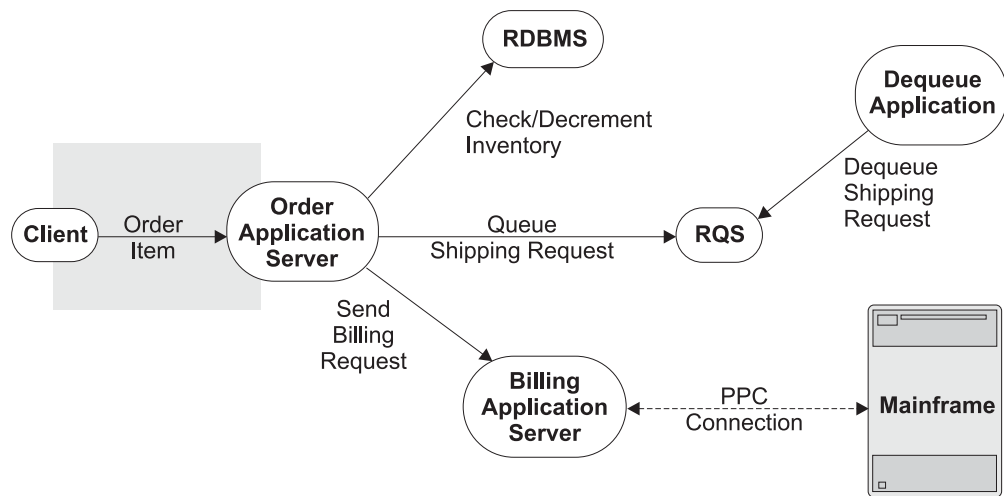 RDBMS
Dequeue
Application
Check/Decrement
Inventory
Dequeue
Shipping
Request
Client
Order
Item
Order
Application
Server
Queue
Shipping Request
RQS
Send
Billing
Request
Billing
Application
Server
PPC
Connection
Mainframe